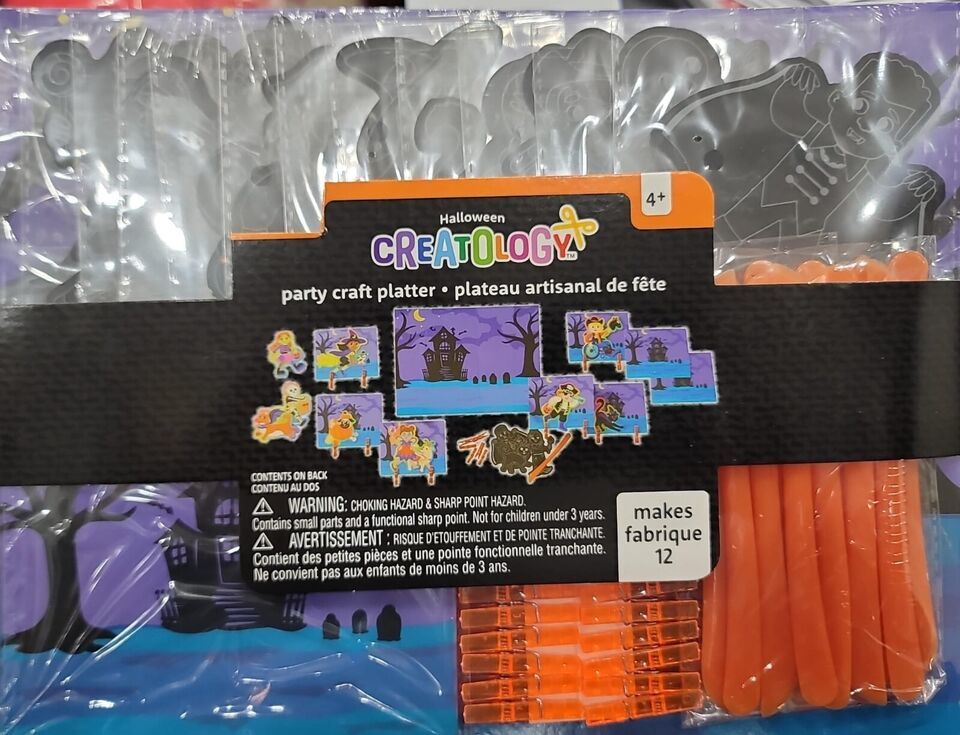 4+
Halloween
CREATOLOGY™
party craft platter • plateau artisanal de fête
CONTENTS ON BACK
CONTENU AU DOS
WARNING: CHOKING HAZARD & SHARP POINT HAZARD.
Contains small parts and a functional sharp point. Not for children under 3 years.
AVERTISSEMENT : RISQUE D'ETOUFFEMENT ET DE POINTE TRANCHANTE.
Contient des petites pièces et une pointe fonctionnelle tranchante.
Ne convient pas aux enfants de moins de 3 ans.
makes
fabrique
12